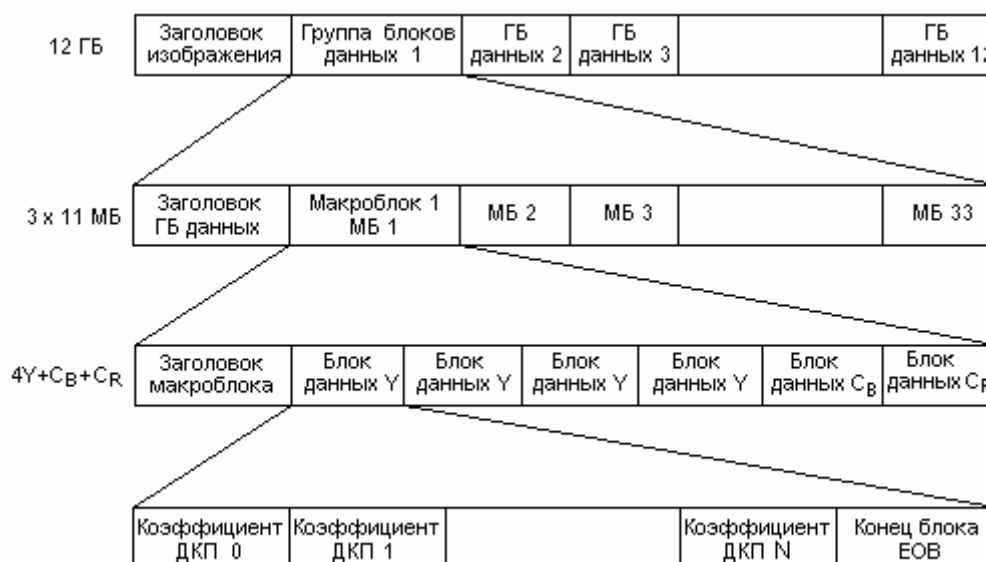 12 ГБ
Заголовок
изображения
Группа блоков
данных 1
ГБ
данных 2
ГБ
данных 3
ГБ
данных 12
3 x 11 МБ
Заголовок
ГБ данных
Макроблок 1
МБ 1
МБ 2
МБ 3
МБ 33
4Y+CB+CR
Заголовок
макроблока
Блок
данных Y
Блок
данных Y
Блок
данных Y
Блок
данных Y
Блок
данных CB
Блок
данных CR
Коэффициент
ДКП 0
Коэффициент
ДКП 1
Коэффициент
ДКП N
Конец блока
EOB